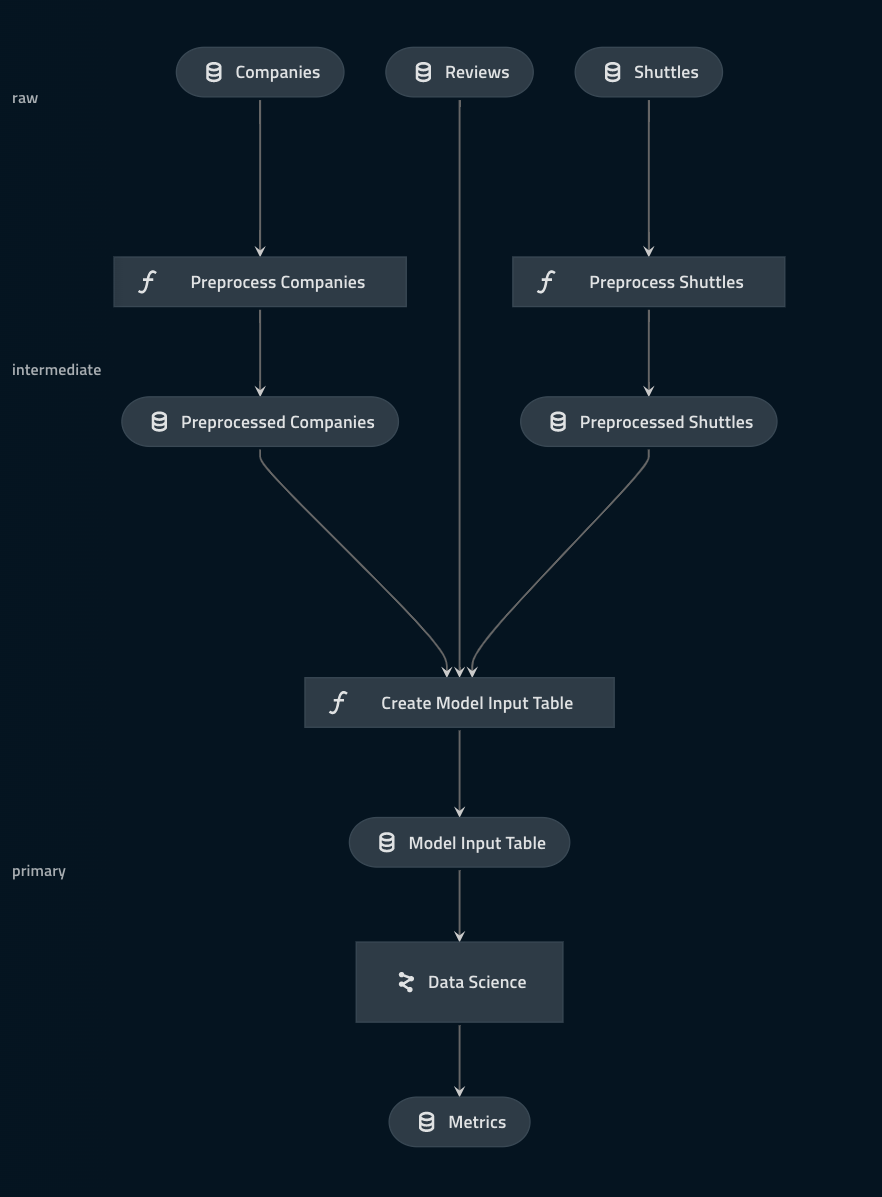 Companies
Reviews
Shuttles
raw
Preprocess Companies
Preprocess Shuttles
intermediate
Preprocessed Companies
Preprocessed Shuttles
Create Model Input Table
Model Input Table
primary
Data Science
Metrics